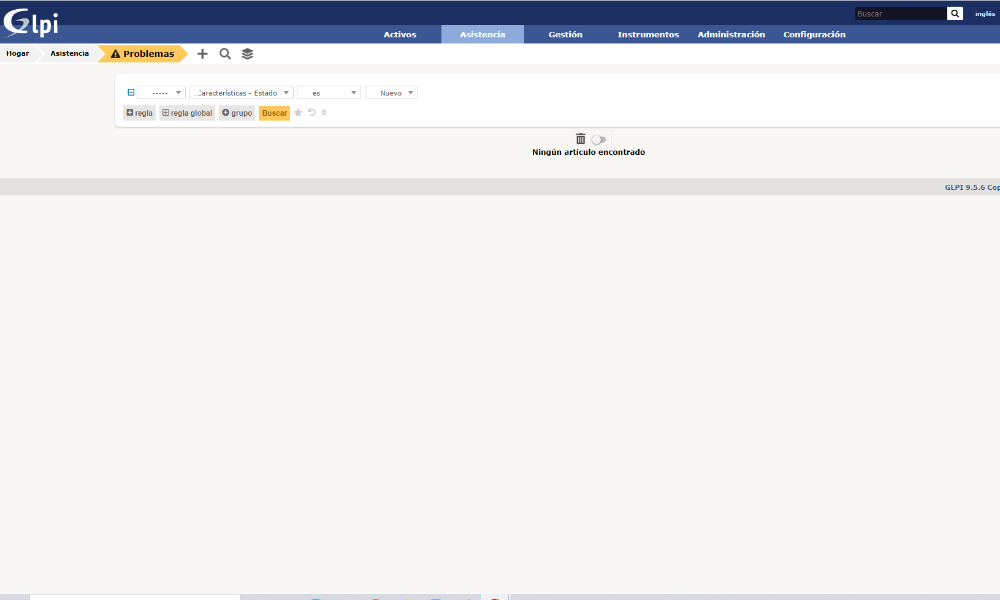 Glpi
Buscar
inglés
Activos
Asistencia
Gestión
Instrumentos
Administración
Configuración
Hogar
Asistencia
Problemas
-----
...Características - Estado
es
Nuevo
regla
regla global
grupo
Buscar
Ningún artículo encontrado
GLPI 9.5.6 Cop